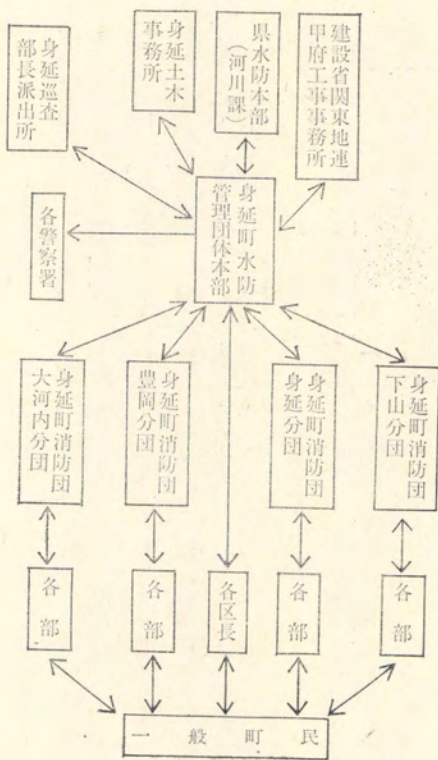 建設省関東地連
甲府工事事務所
県水防本部
（河川課）
身延土木
事務所
身延巡査
部長派出所
身延町水防
管理団体本部
各警察署
身延町消防団
下山分団
身延町消防団
身延分団
身延町消防団
豊岡分団
身延町消防団
大河内分団
各部
各部
各区長
各部
各部
一般町民